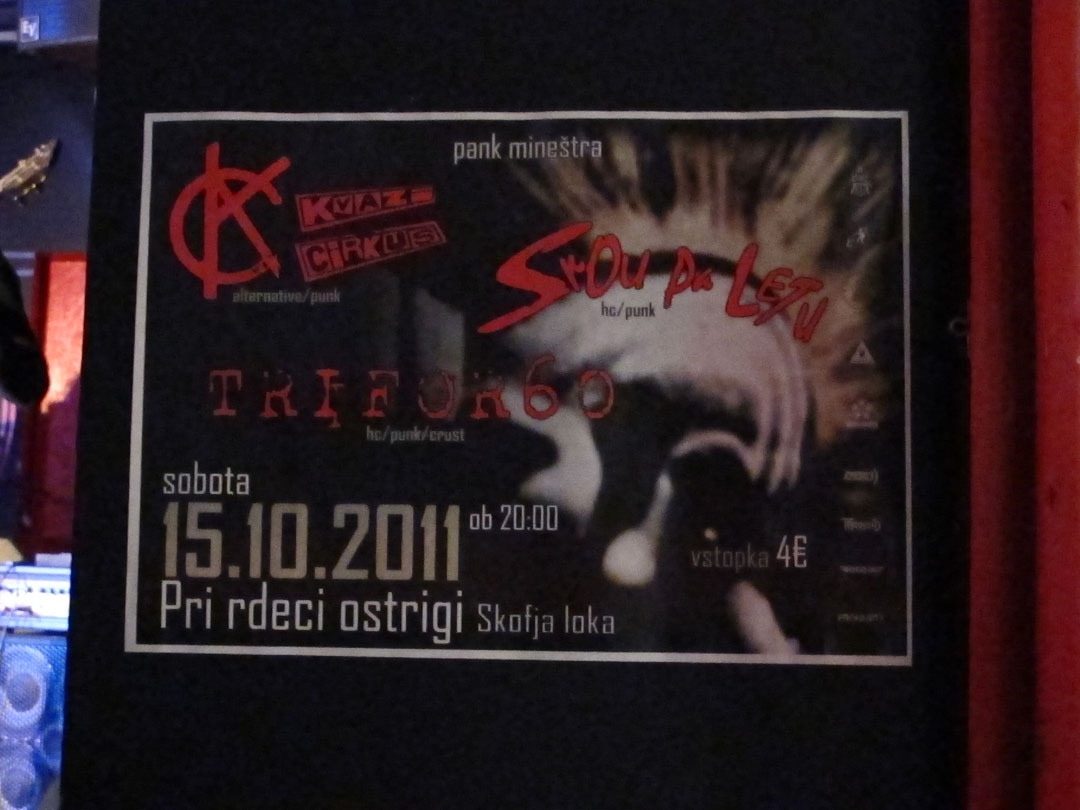 pank mineštra
KVAZI
CIRKUS
alternative/punk
SkOu pa LETu
hc/punk
TRIFOR60
hc/punk/crust
sobota
15.10.2011 ob 20:00
vstopka 4€
Pri rdeci ostrigi Skofja loka